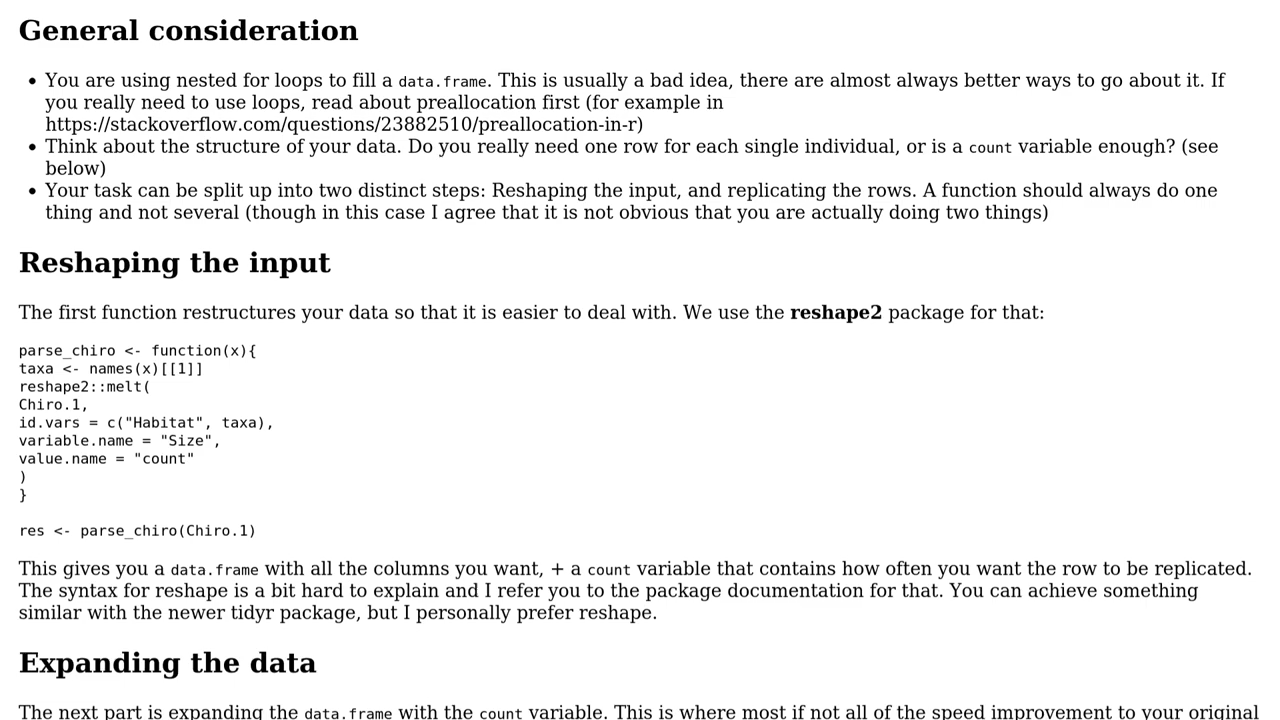 General consideration
• You are using nested for loops to fill a data.frame. This is usually a bad idea, there are almost always better ways to go about it. If
you really need to use loops, read about preallocation first (for example in
https://stackoverflow.com/questions/23882510/preallocation-in-r)
• Think about the structure of your data. Do you really need one row for each single individual, or is a count variable enough? (see
below)
• Your task can be split up into two distinct steps: Reshaping the input, and replicating the rows. A function should always do one
thing and not several (though in this case I agree that it is not obvious that you are actually doing two things)
Reshaping the input
The first function restructures your data so that it is easier to deal with. We use the reshape2 package for that:
parse_chiro <- function(x){
taxa <- names(x)[[1]]
reshape2::melt(
Chiro.1,
id.vars = c("Habitat", taxa),
variable.name = "Size",
value.name = "count"
)
}
res <- parse_chiro(Chiro.1)
This gives you a data.frame with all the columns you want, + a count variable that contains how often you want the row to be replicated.
The syntax for reshape is a bit hard to explain and I refer you to the package documentation for that. You can achieve something
similar with the newer tidyr package, but I personally prefer reshape.
Expanding the data
The next part is expanding the data.frame with the count variable. This is where most if not all of the speed improvement to your original